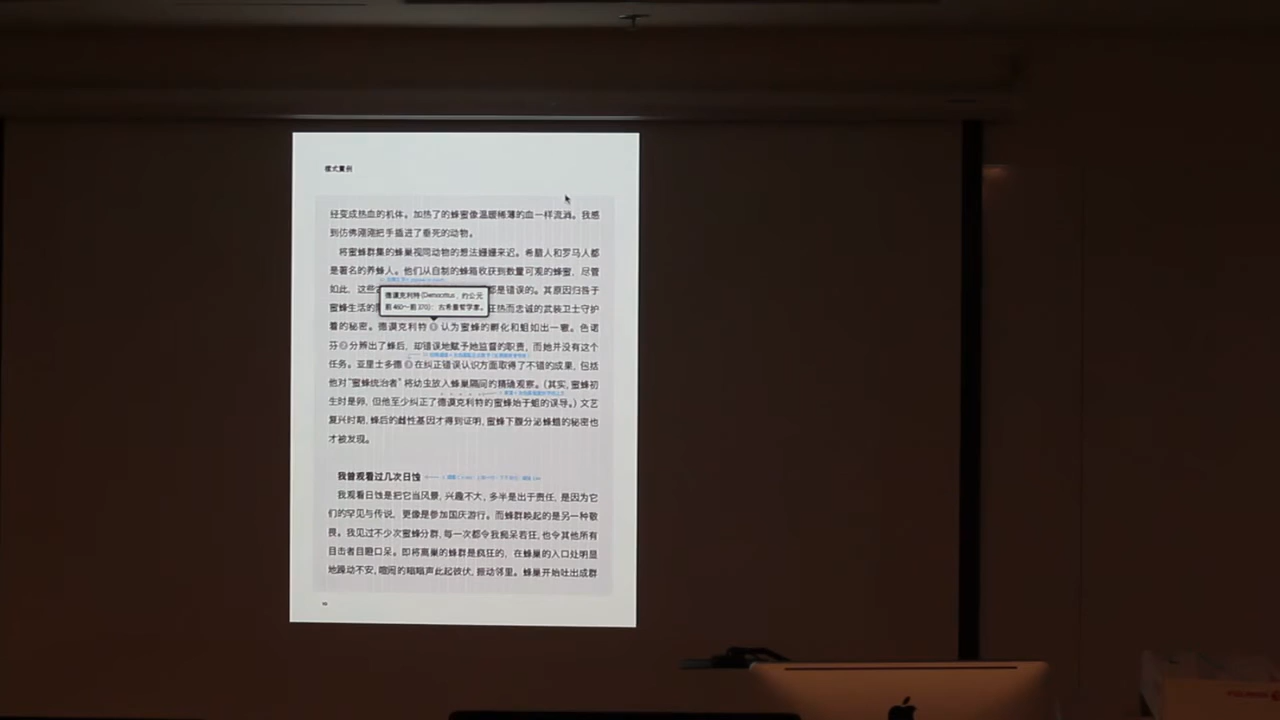 样式案例
经变成热血的机体。加热了的蜂蜜像温暖稀薄的血一样流淌。我感
到仿佛刚刚把手插进了垂死的动物。
将蜜蜂群集的蜂巢视同动物的想法姗姗来迟。希腊人和罗马人都
是著名的养蜂人。他们从自制的蜂箱收获到数量可观的蜂蜜，尽管
如此，这些 都是错误的。其原因归咎于
德谟克利特（Democritus，约公元
前460～前370）：古希腊哲学家。
蜜蜂生活的 狂热而忠诚的武装卫士守护
着的秘密。德谟克利特 认为蜜蜂的孵化和蛆如出一辙。色诺
芬 分辨出了蜂后，却错误地赋予她监督的职责，而她并没有这个
任务。亚里士多德 在纠正错误认识方面取得了不错的成果，包括
他对“蜜蜂统治者”将幼虫放入蜂巢隔间的精确观察。（其实，蜜蜂初
生时是卵，但他至少纠正了德谟克利特的蜜蜂始于蛆的误导。）文艺
复兴时期，蜂后的雌性基因才得到证明，蜜蜂下腹分泌蜂蜡的秘密也
才被发现。
我曾观看过几次日蚀
我观看日蚀是把它当风景，兴趣不大，多半是出于责任，是因为它
们的罕见与传说，更像是参加国庆游行。而蜂群唤起的是另一种敬
畏。我见过不少次蜜蜂分群，每一次都令我痴呆若狂，也令其他所有
目击者目瞪口呆。即将离巢的蜂群是疯狂的，在蜂巢的入口处明显
地躁动不安，喧闹的嗡嗡声此起彼伏，振动邻里。蜂巢开始吐出成群